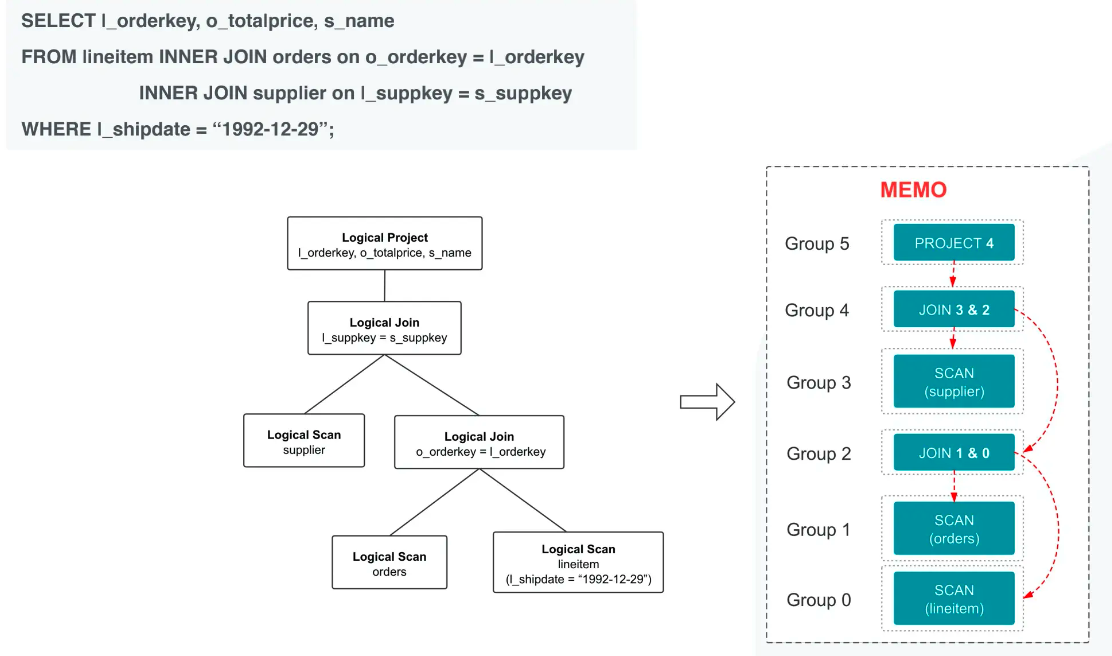 SELECT l_orderkey, o_totalprice, s_name
FROM lineitem INNER JOIN orders on o_orderkey = l_orderkey
INNER JOIN supplier on l_suppkey = s_suppkey
WHERE l_shipdate = “1992-12-29”;
Logical Project
l_orderkey, o_totalprice, s_name
Logical Join
l_suppkey = s_suppkey
Logical Scan
supplier
Logical Join
o_orderkey = l_orderkey
Logical Scan
orders
Logical Scan
lineitem
(l_shipdate = “1992-12-29”)
MEMO
Group 5
PROJECT 4
Group 4
JOIN 3 & 2
Group 3
SCAN
(supplier)
Group 2
JOIN 1 & 0
Group 1
SCAN
(orders)
Group 0
SCAN
(lineitem)